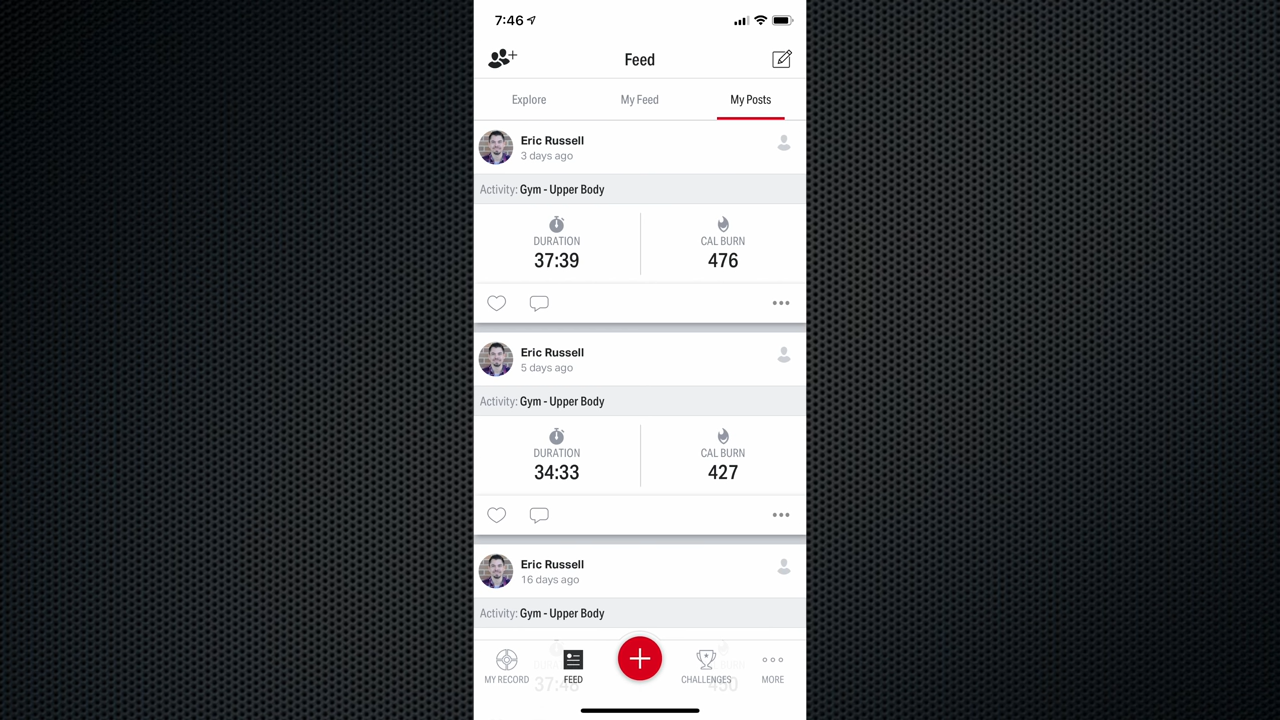 7:46
Feed
Explore My Feed My Posts
Eric Russell
3 days ago
Activity: Gym - Upper Body
DURATION CAL BURN
37:39 476
Eric Russell
5 days ago
Activity: Gym - Upper Body
DURATION CAL BURN
34:33 427
Eric Russell
16 days ago
Activity: Gym - Upper Body
MY RECORD FEED CHALLENGES MORE